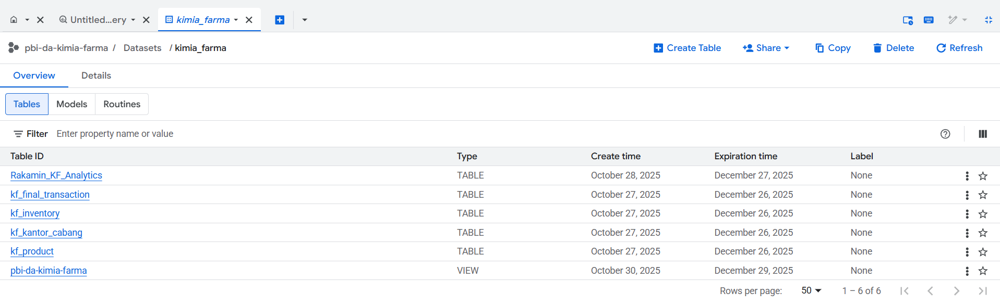 Untitled...ery kimia_farma
pbi-da-kimia-farma / Datasets / kimia_farma Create Table Share Copy Delete Refresh
Overview Details
Tables Models Routines
Filter Enter property name or value
Table ID Type Create time Expiration time Label
Rakamin_KF_Analytics TABLE October 28, 2025 December 27, 2025 None
kf_final_transaction TABLE October 27, 2025 December 26, 2025 None
kf_inventory TABLE October 27, 2025 December 26, 2025 None
kf_kantor_cabang TABLE October 27, 2025 December 26, 2025 None
kf_product TABLE October 27, 2025 December 26, 2025 None
pbi-da-kimia-farma VIEW October 30, 2025 December 29, 2025 None
Rows per page: 50 1 – 6 of 6